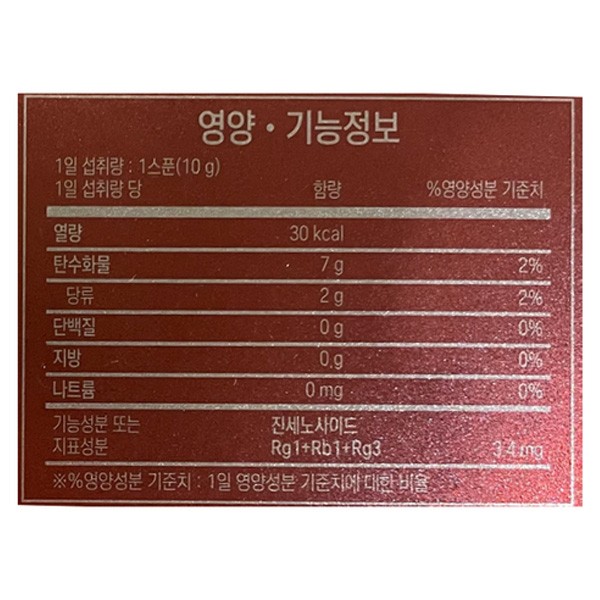 영양 · 기능정보
1일 섭취량 : 1스푼(10 g)
1일 섭취량 당 함량 %영양성분 기준치
열량 30 kcal
탄수화물 7 g 2%
당류 2 g 2%
단백질 0 g 0%
지방 0 g 0%
나트륨 0 mg 0%
기능성분 또는 진세노사이드
지표성분 Rg1+Rb1+Rg3 3.4 mg
※%영양성분 기준치 : 1일 영양성분 기준치에 대한 비율